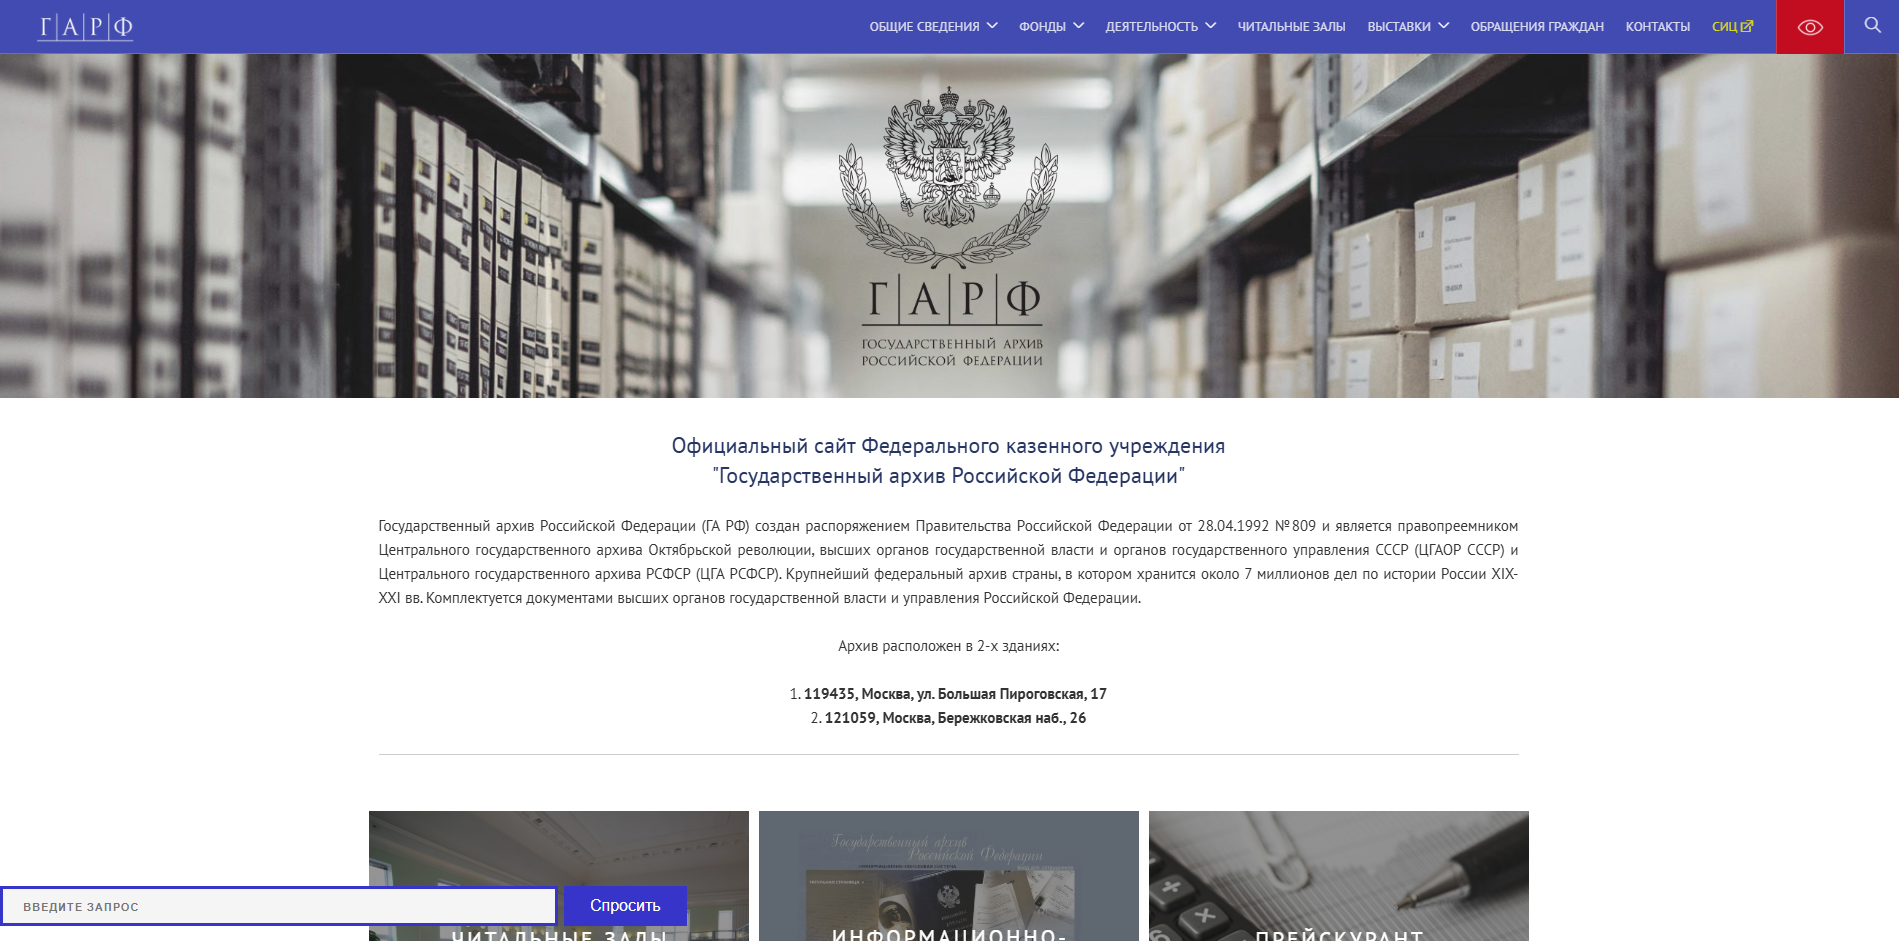 Г А Р Ф
ОБЩИЕ СВЕДЕНИЯ ФОНДЫ ДЕЯТЕЛЬНОСТЬ ЧИТАЛЬНЫЕ ЗАЛЫ ВЫСТАВКИ ОБРАЩЕНИЯ ГРАЖДАН КОНТАКТЫ СИЦ
Г А Р Ф
ГОСУДАРСТВЕННЫЙ АРХИВ
РОССИЙСКОЙ ФЕДЕРАЦИИ
Официальный сайт Федерального казенного учреждения
"Государственный архив Российской Федерации"
Государственный архив Российской Федерации (ГА РФ) создан распоряжением Правительства Российской Федерации от 28.04.1992 №809 и является правопреемником
Центрального государственного архива Октябрьской революции, высших органов государственной власти и органов государственного управления СССР (ЦГАОР СССР) и
Центрального государственного архива РСФСР (ЦГА РСФСР). Крупнейший федеральный архив страны, в котором хранится около 7 миллионов дел по истории России XIX-
XXI вв. Комплектуется документами высших органов государственной власти и управления Российской Федерации.
Архив расположен в 2-х зданиях:
1. 119435, Москва, ул. Большая Пироговская, 17
2. 121059, Москва, Бережковская наб., 26
Государственный архив
Российской Федерации
ВВЕДИТЕ ЗАПРОС
Спросить
ЧИТАЛЬНЫЕ ЗАЛЫ
ИНФОРМАЦИОННО-
ПРЕЙСКУРАНТ